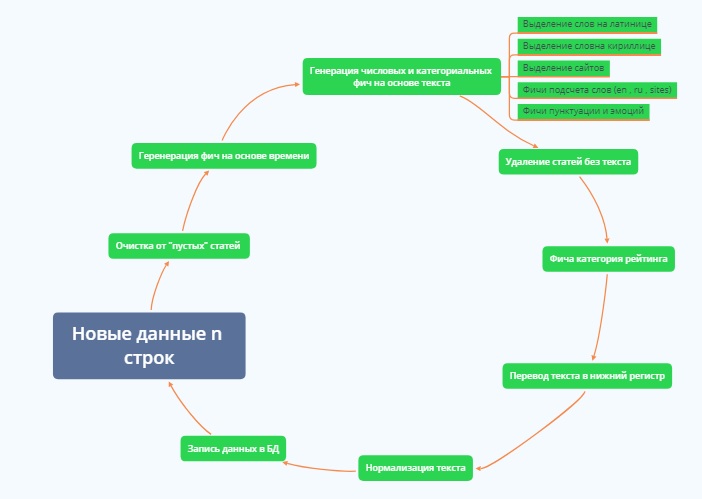 Выделение слов на латинице
Выделение словна кириллице
Выделение сайтов
Фичи подсчета слов (en , ru , sites)
Фичи пунктуации и эмоций
Генерация числовых и категориальных
фич на основе текста
Геренерация фич на основе времени
Удаление статей без текста
Очистка от "пустых" статей
Фича категория рейтинга
Новые данные n
строк
Перевод текста в нижний регистр
Запись данных в БД
Нормализация текста